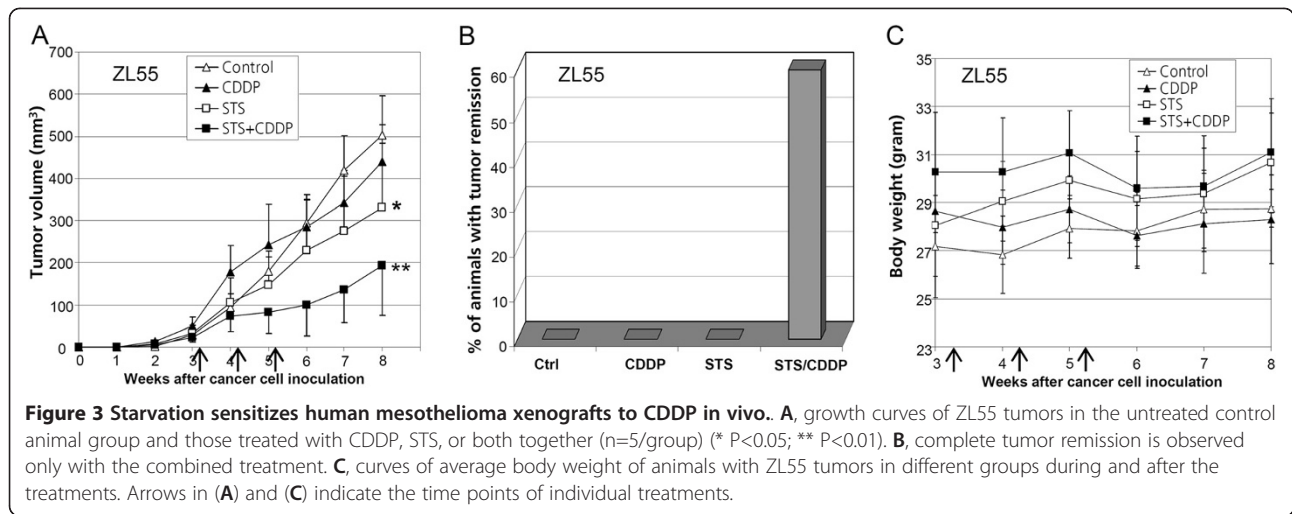 A
ZL55
Control
CDDP
STS
STS+CDDP
Tumor volume (mm³)
700
600
500
400
300
200
100
0
*
**
0 1 2 3 4 5 6 7 8
Weeks after cancer cell inoculation
B
ZL55
% of animals with tumor remission
60
50
40
30
20
10
0
Ctrl CDDP STS STS/CDDP
C
ZL55
Control
CDDP
STS
STS+CDDP
Body weight (gram)
35
33
31
29
27
25
23
3 4 5 6 7 8
Weeks after cancer cell inoculation
Figure 3 Starvation sensitizes human mesothelioma xenografts to CDDP in vivo.. A, growth curves of ZL55 tumors in the untreated control
animal group and those treated with CDDP, STS, or both together (n=5/group) (* P<0.05; ** P<0.01). B, complete tumor remission is observed
only with the combined treatment. C, curves of average body weight of animals with ZL55 tumors in different groups during and after the
treatments. Arrows in (A) and (C) indicate the time points of individual treatments.